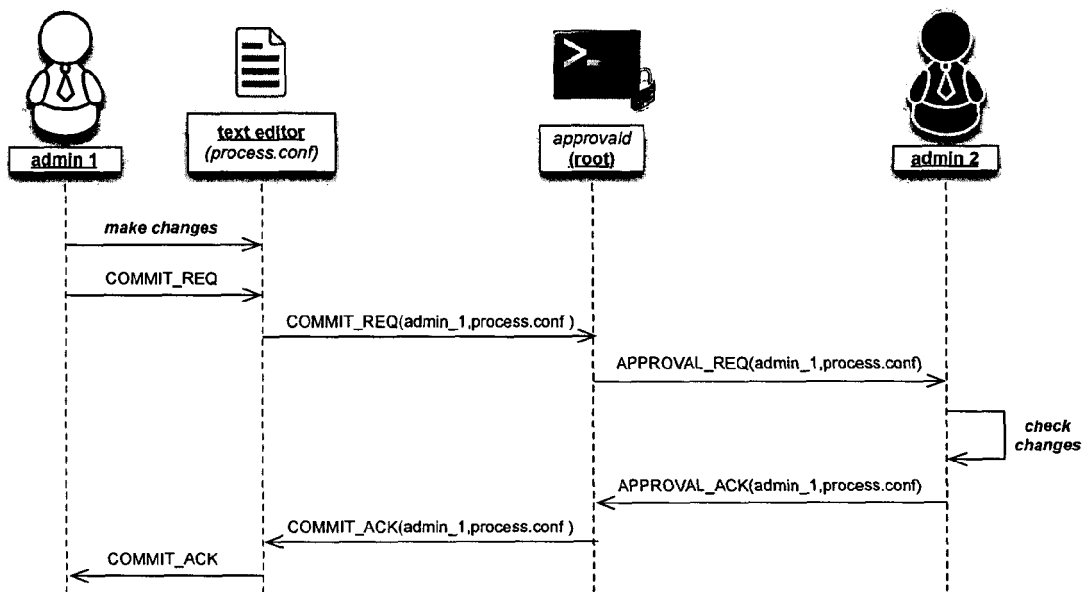 >_
admin 1
text editor
(process.conf)
approvald
(root)
admin 2
make changes
COMMIT_REQ
COMMIT_REQ(admin_1,process.conf )
APPROVAL_REQ(admin_1,process.conf)
check
changes
APPROVAL_ACK(admin_1,process.conf)
COMMIT_ACK(admin_1,process.conf )
COMMIT_ACK